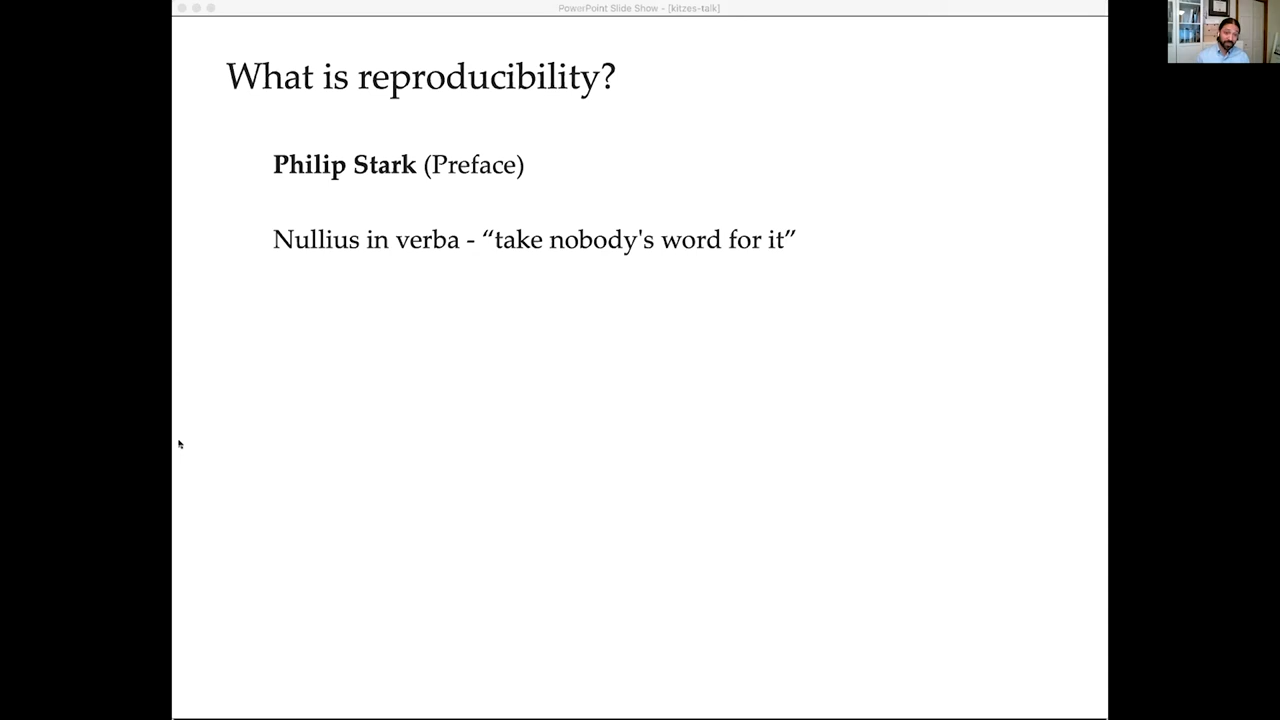 PowerPoint Slide Show - [kitzes-talk]
What is reproducibility?
Philip Stark (Preface)
Nullius in verba - “take nobody's word for it”